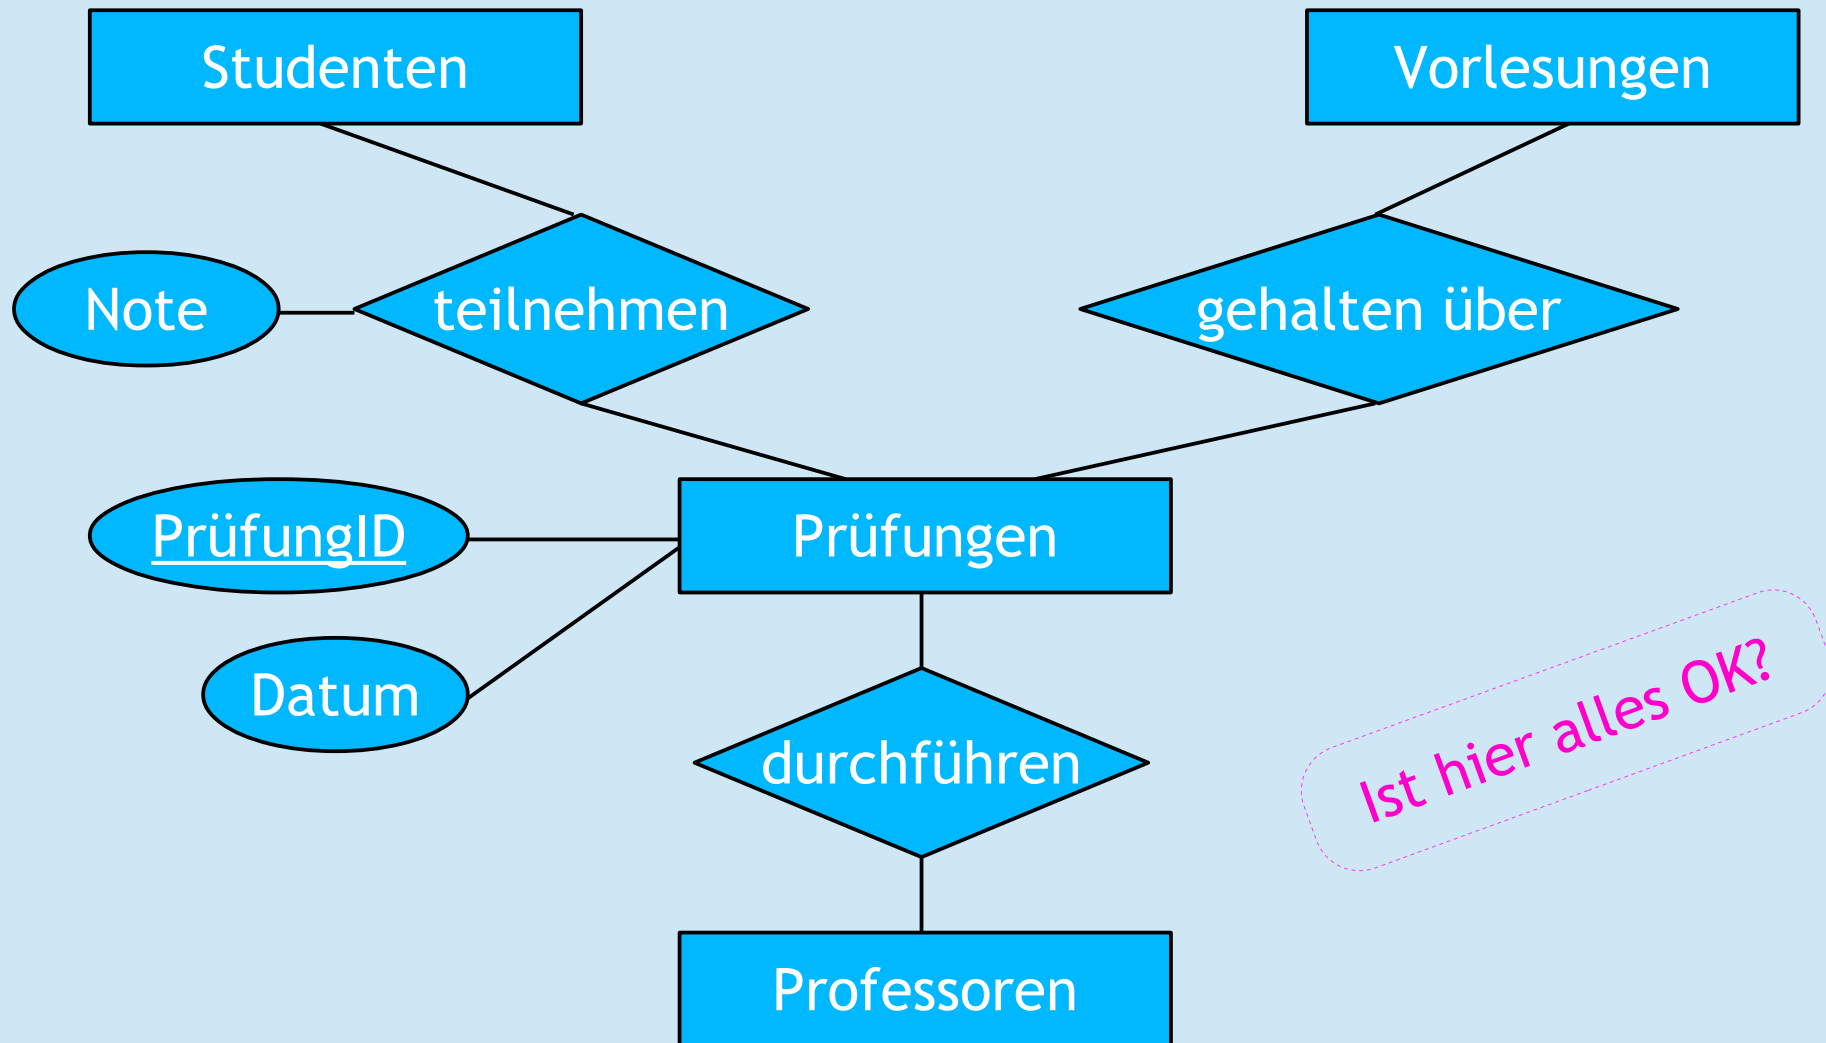 Studenten
Vorlesungen
Note
teilnehmen
gehalten über
PrüfungID
Prüfungen
Datum
durchführen
Ist hier alles OK?
Professoren